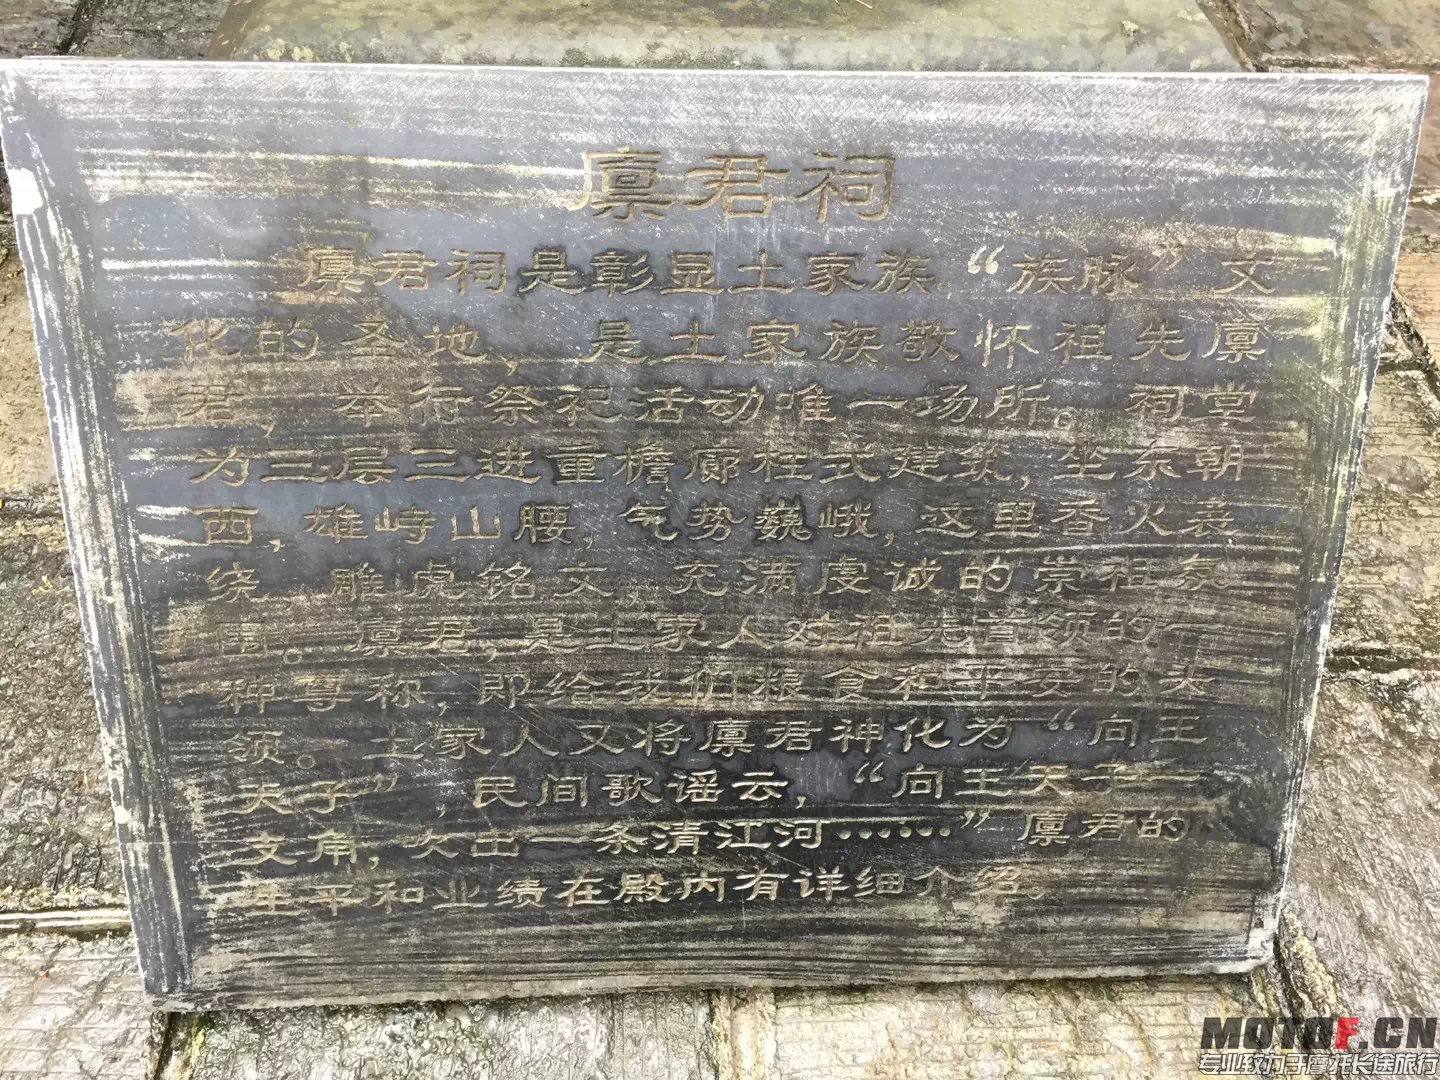 廪君祠
廪君祠是彰显土家族“族脉”文
化的圣地，是土家族敬怀祖先廪
君，举行祭祀活动唯一场所。祠堂
为三层三进重檐廊柱式建筑，坐东朝
西，雄峙山腰，气势巍峨，这里香火袅
绕，雕虎铭文，充满虔诚的崇祖氛
围。廪君，是土家人对祖先首领的一
种尊称，即给我们粮食和平安的头
领。土家人又将廪君神化为“向王
天子”，民间歌谣云，“向王天子一
支角，吹出一条清江河……”廪君的
生平和业绩在殿内有详细介绍。
MOTOF.CN
专业致力于摩托长途旅行